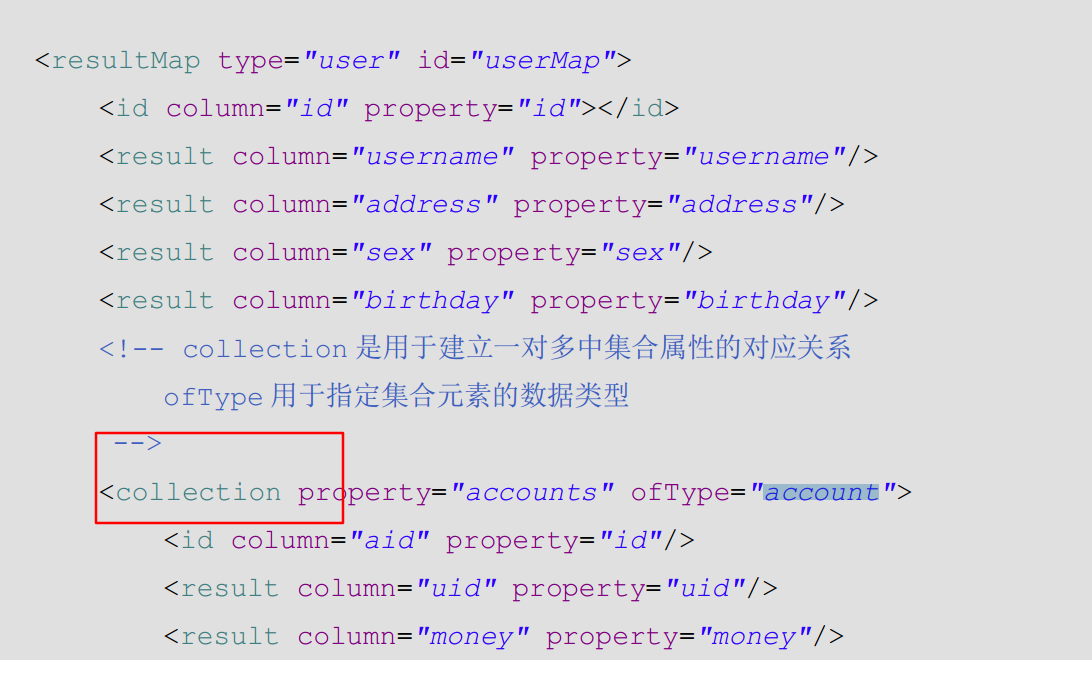 <resultMap type="user" id="userMap">
<id column="id" property="id"></id>
<result column="username" property="username"/>
<result column="address" property="address"/>
<result column="sex" property="sex"/>
<result column="birthday" property="birthday"/>
<!-- collection 是用于建立一对多中集合属性的对应关系
ofType 用于指定集合元素的数据类型
-->
<collection property="accounts" ofType="account">
<id column="aid" property="id"/>
<result column="uid" property="uid"/>
<result column="money" property="money"/>